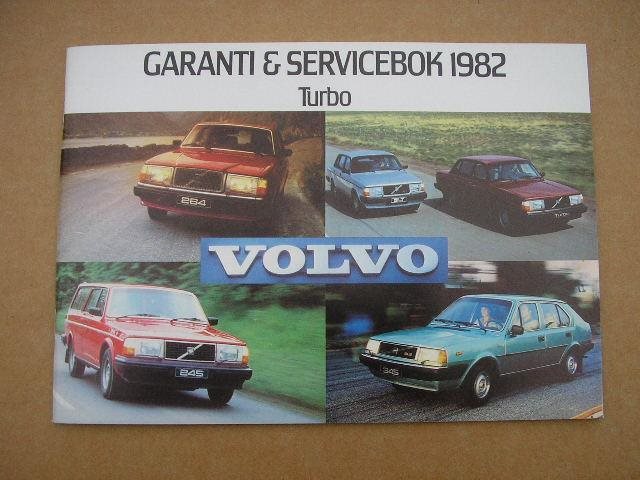 GARANTI & SERVICEBOK 1982
Turbo
264
VOLVO
245
345